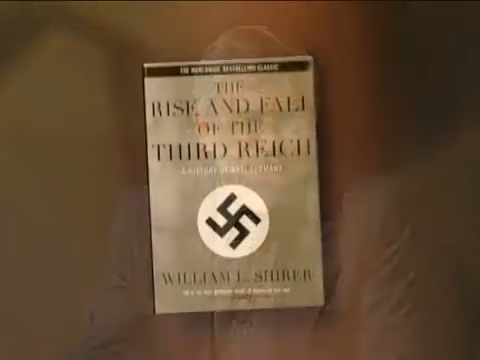 THE WORLDWIDE BESTSELLING CLASSIC
THE
RISE AND FALL
OF THE
THIRD REICH
A HISTORY OF NAZI GERMANY
WILLIAM L. SHIRER